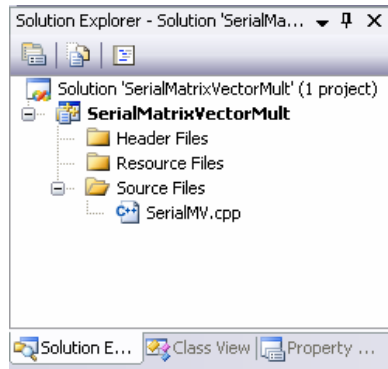 Solution Explorer - Solution 'SerialMa...
Solution 'SerialMatrixVectorMult' (1 project)
SerialMatrixVectorMult
Header Files
Resource Files
Source Files
SerialMV.cpp
Solution E... Class View Property ...